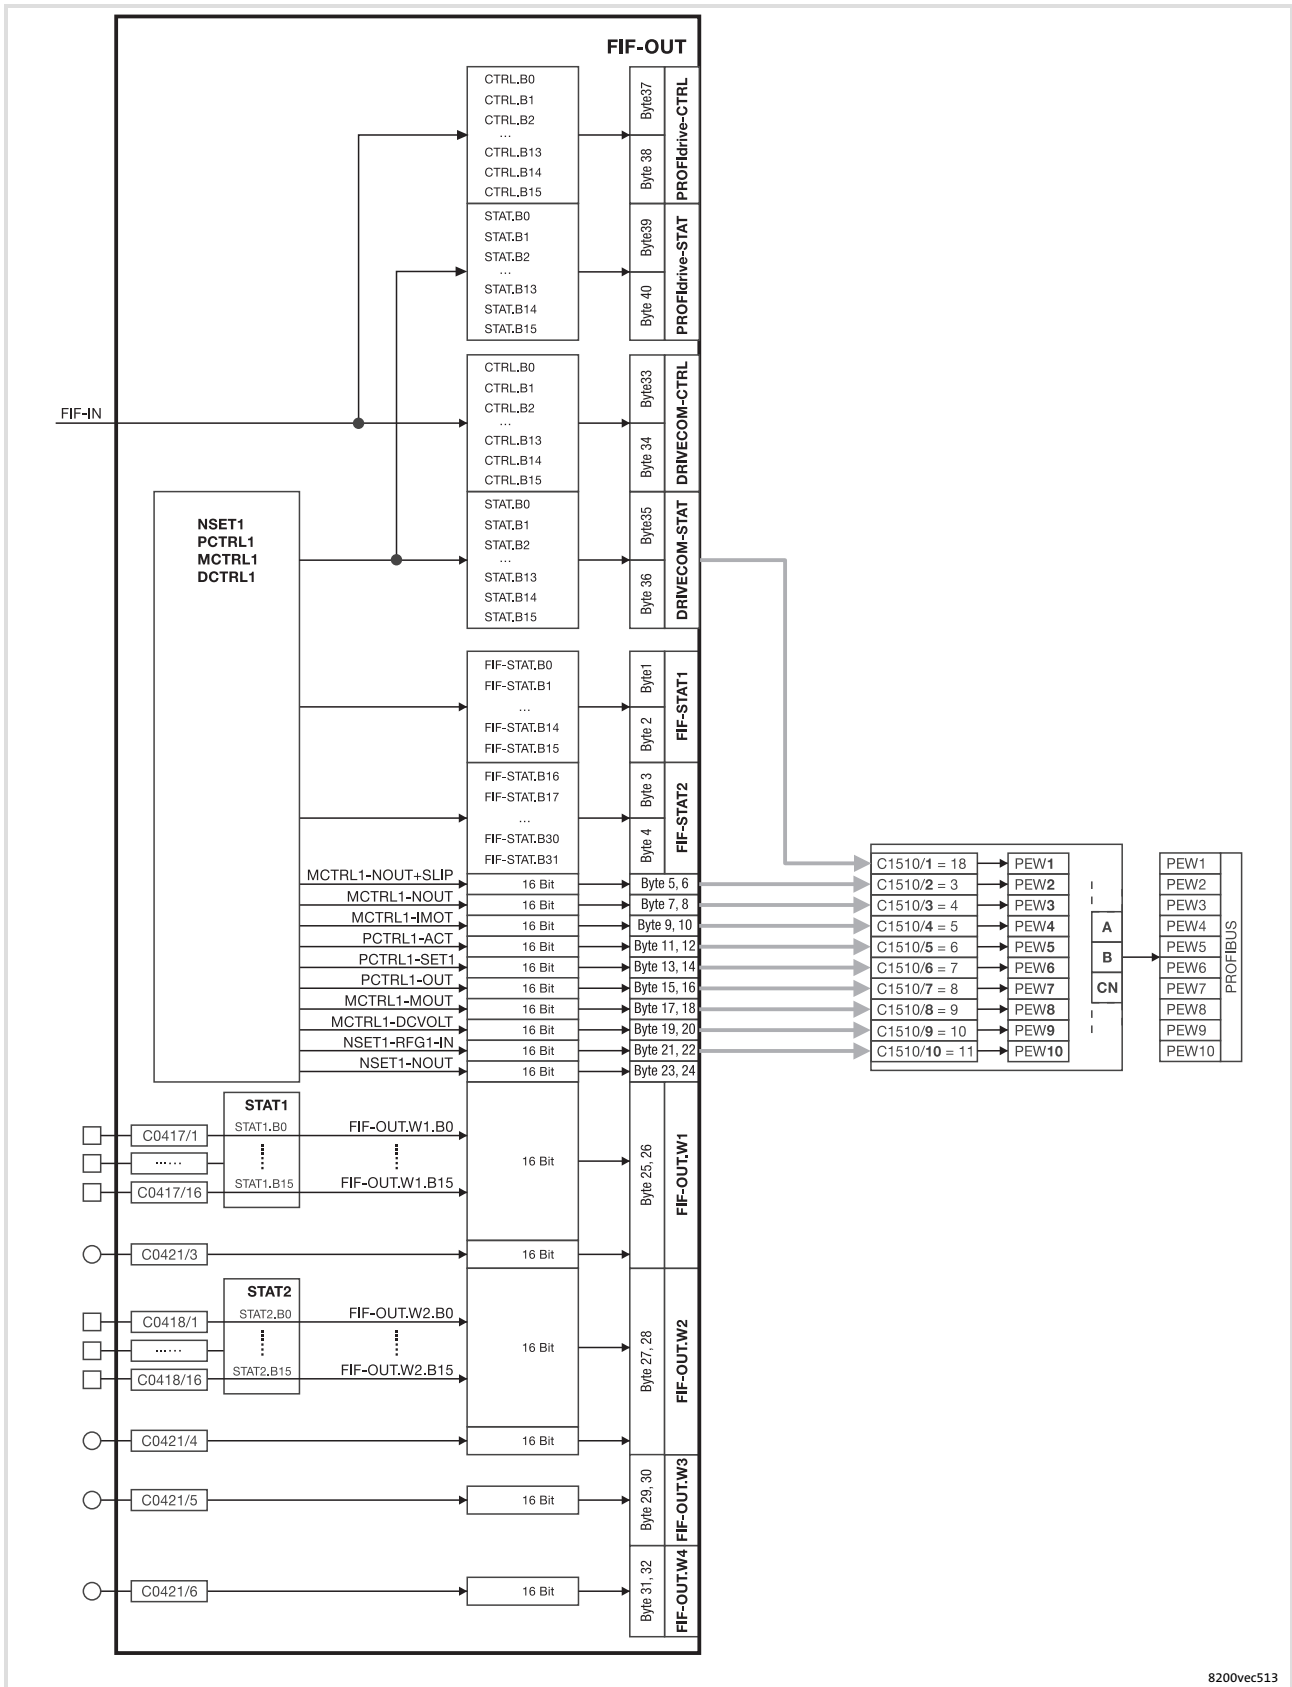 FIF-OUT
CTRL.B0
CTRL.B1
CTRL.B2
...
CTRL.B13
CTRL.B14
CTRL.B15
Byte37
Byte 38
PROFIdrive-CTRL
STAT.B0
STAT.B1
STAT.B2
...
STAT.B13
STAT.B14
STAT.B15
Byte39
Byte 40
PROFIdrive-STAT
FIF-IN
CTRL.B0
CTRL.B1
CTRL.B2
...
CTRL.B13
CTRL.B14
CTRL.B15
Byte33
Byte 34
DRIVECOM-CTRL
NSET1
PCTRL1
MCTRL1
DCTRL1
STAT.B0
STAT.B1
STAT.B2
...
STAT.B13
STAT.B14
STAT.B15
Byte35
Byte 36
DRIVECOM-STAT
FIF-STAT.B0
FIF-STAT.B1
...
FIF-STAT.B14
FIF-STAT.B15
Byte1
Byte 2
FIF-STAT1
FIF-STAT.B16
FIF-STAT.B17
...
FIF-STAT.B30
FIF-STAT.B31
Byte 3
Byte 4
FIF-STAT2
MCTRL1-NOUT+SLIP 16 Bit Byte 5, 6
MCTRL1-NOUT 16 Bit Byte 7, 8
MCTRL1-IMOT 16 Bit Byte 9, 10
PCTRL1-ACT 16 Bit Byte 11, 12
PCTRL1-SET1 16 Bit Byte 13, 14
PCTRL1-OUT 16 Bit Byte 15, 16
MCTRL1-MOUT 16 Bit Byte 17, 18
MCTRL1-DCVOLT 16 Bit Byte 19, 20
NSET1-RFG1-IN 16 Bit Byte 21, 22
NSET1-NOUT 16 Bit Byte 23, 24
C1510/1 = 18 PEW1
C1510/2 = 3 PEW2
C1510/3 = 4 PEW3
C1510/4 = 5 PEW4
C1510/5 = 6 PEW5
C1510/6 = 7 PEW6
C1510/7 = 8 PEW7
C1510/8 = 9 PEW8
C1510/9 = 10 PEW9
C1510/10 = 11 PEW10
A
B
CN
PEW1
PEW2
PEW3
PEW4
PEW5
PEW6
PEW7
PEW8
PEW9
PEW10
PROFIBUS
STAT1
C0417/1 STAT1.B0 FIF-OUT.W1.B0
......
C0417/16 STAT1.B15 FIF-OUT.W1.B15
16 Bit
C0421/3 16 Bit
Byte 25, 26
FIF-OUT.W1
STAT2
C0418/1 STAT2.B0 FIF-OUT.W2.B0
......
C0418/16 STAT2.B15 FIF-OUT.W2.B15
16 Bit
C0421/4 16 Bit
Byte 27, 28
FIF-OUT.W2
C0421/5 16 Bit
Byte 29, 30
FIF-OUT.W3
C0421/6 16 Bit
Byte 31, 32
FIF-OUT.W4
8200vec513